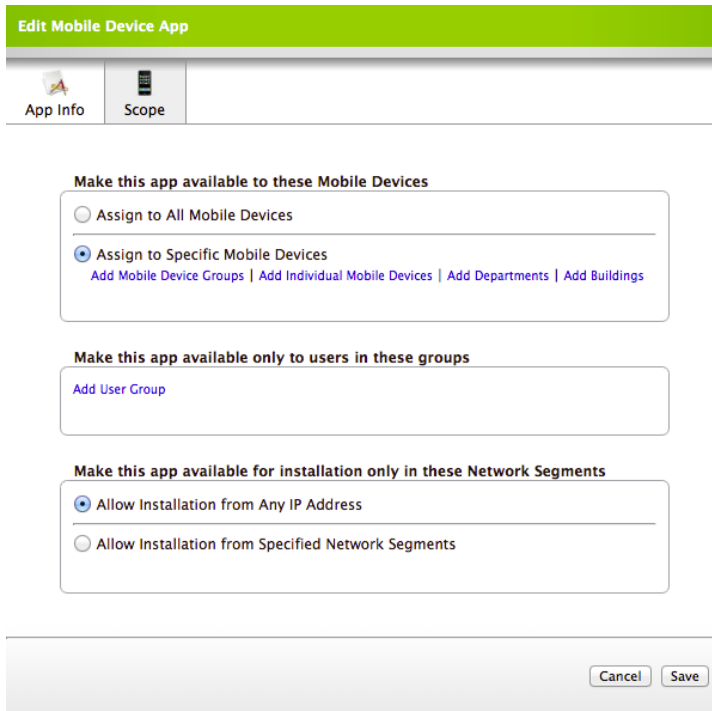 Edit Mobile Device App
App Info
Scope
Make this app available to these Mobile Devices
Assign to All Mobile Devices
Assign to Specific Mobile Devices
Add Mobile Device Groups | Add Individual Mobile Devices | Add Departments | Add Buildings
Make this app available only to users in these groups
Add User Group
Make this app available for installation only in these Network Segments
Allow Installation from Any IP Address
Allow Installation from Specified Network Segments
Cancel
Save